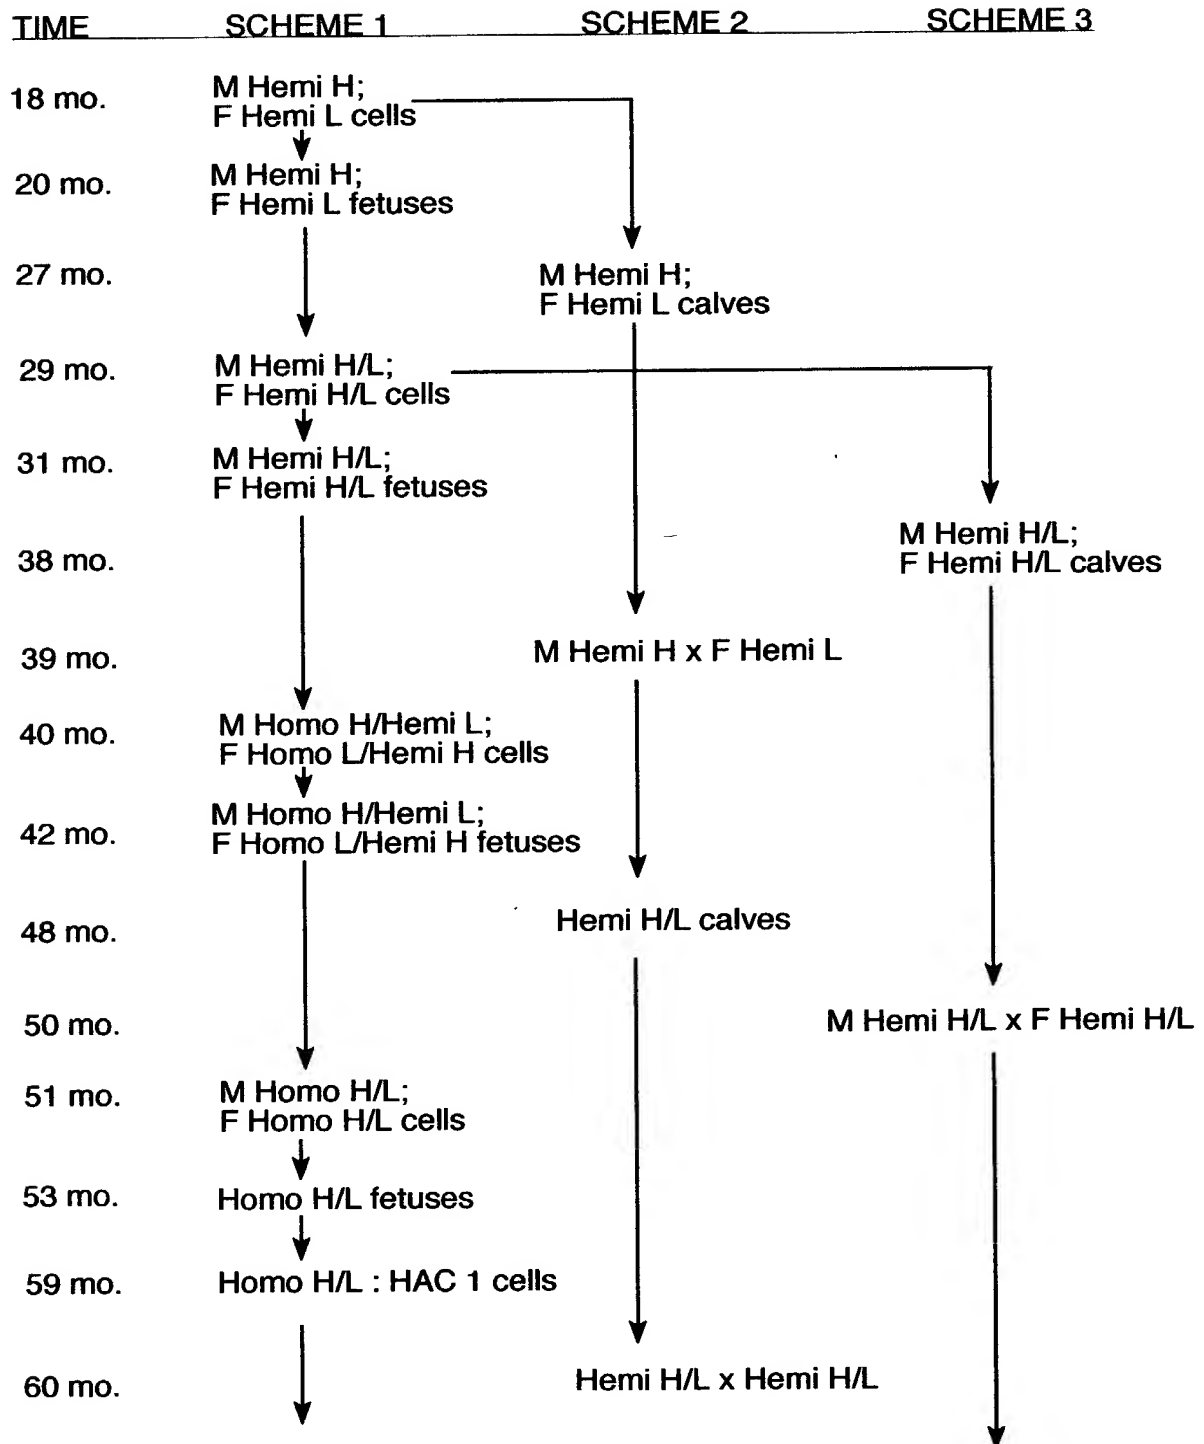 TIME SCHEME 1 SCHEME 2 SCHEME 3
18 mo. M Hemi H;
F Hemi L cells
20 mo. M Hemi H;
F Hemi L fetuses
27 mo. M Hemi H;
F Hemi L calves
29 mo. M Hemi H/L;
F Hemi H/L cells
31 mo. M Hemi H/L;
F Hemi H/L fetuses
38 mo. M Hemi H/L;
F Hemi H/L calves
39 mo. M Hemi H x F Hemi L
40 mo. M Homo H/Hemi L;
F Homo L/Hemi H cells
42 mo. M Homo H/Hemi L;
F Homo L/Hemi H fetuses
48 mo. Hemi H/L calves
50 mo. M Hemi H/L x F Hemi H/L
51 mo. M Homo H/L;
F Homo H/L cells
53 mo. Homo H/L fetuses
59 mo. Homo H/L : HAC 1 cells
60 mo. Hemi H/L x Hemi H/L